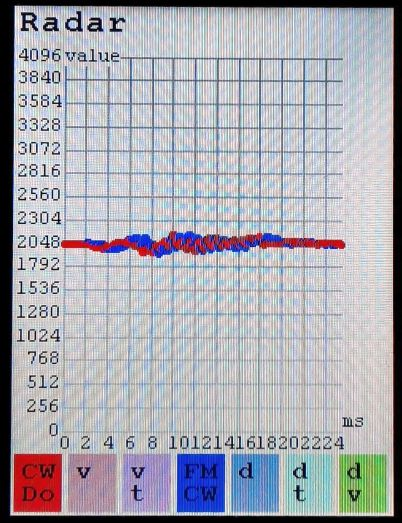 Radar
4096 value
3840
3584
3328
3072
2816
2560
2304
2048
1792
1536
1280
1024
768
512
256
0
ms
0 2 4 6 8 10 12 14 16 18 20 22 24
CW v v FM d d d
Do t CW t v